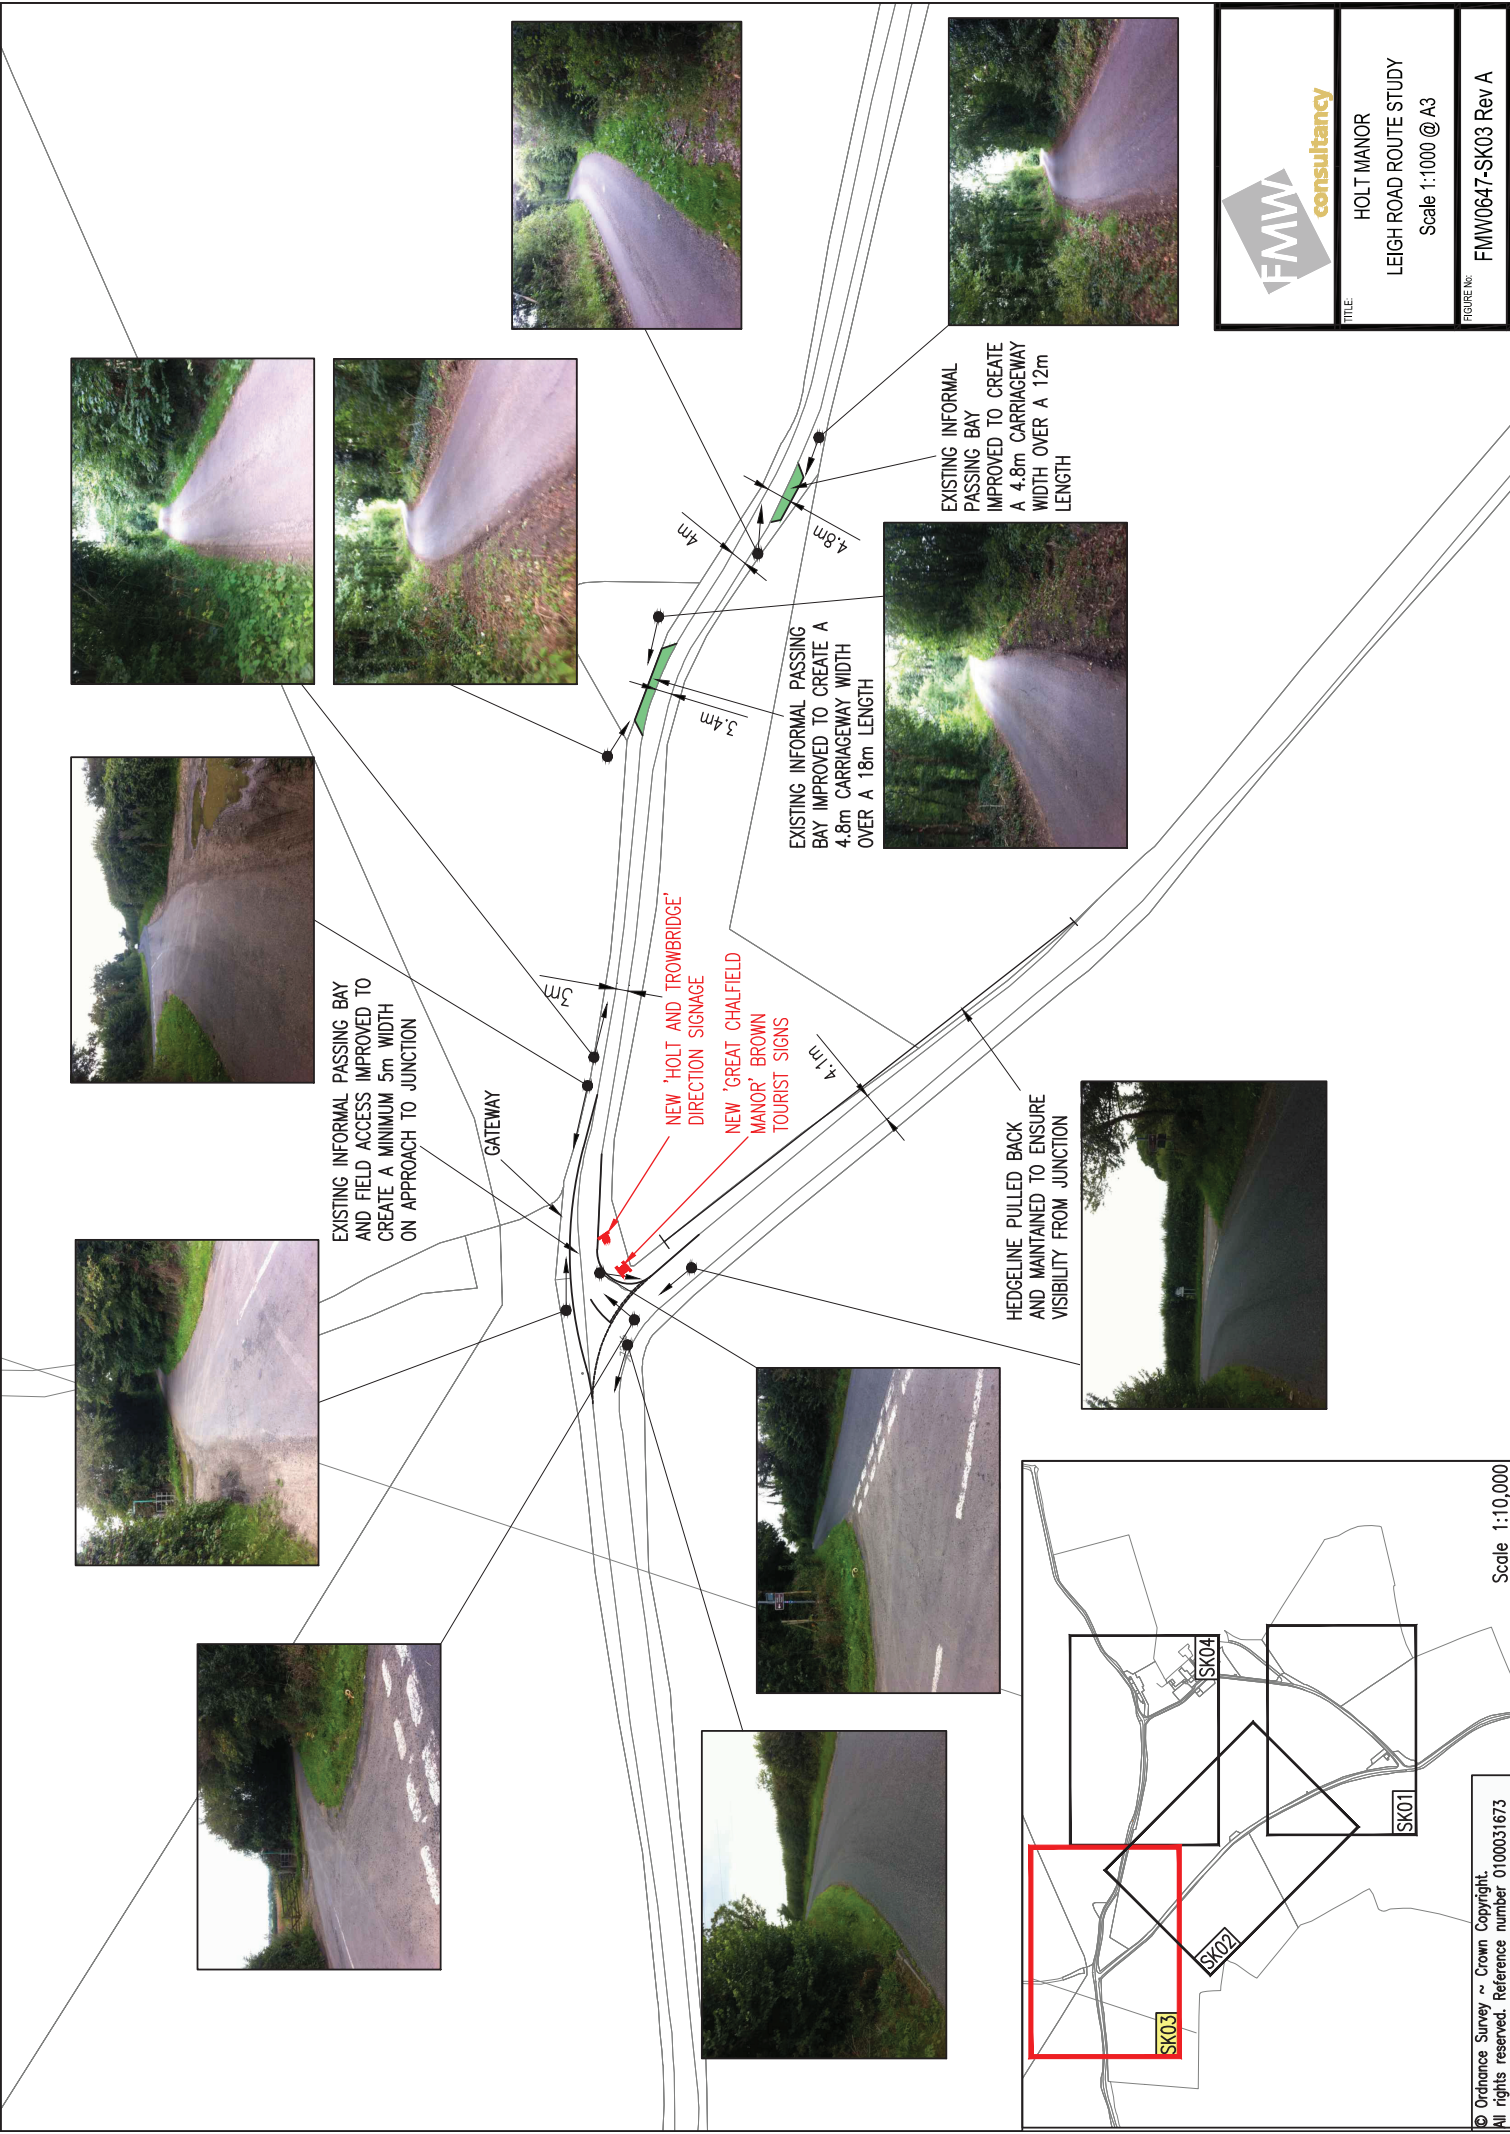 EXISTING INFORMAL PASSING BAY
AND FIELD ACCESS IMPROVED TO
CREATE A MINIMUM 5m WIDTH
ON APPROACH TO JUNCTION
GATEWAY
3m
NEW 'HOLT AND TROWBRIDGE'
DIRECTION SIGNAGE
NEW 'GREAT CHALFIELD
MANOR' BROWN
TOURIST SIGNS
3.4m
4m
4.8m
EXISTING INFORMAL PASSING
BAY IMPROVED TO CREATE A
4.8m CARRIAGEWAY WIDTH
OVER A 18m LENGTH
EXISTING INFORMAL
PASSING BAY
IMPROVED TO CREATE
A 4.8m CARRIAGEWAY
WIDTH OVER A 12m
LENGTH
4.1m
HEDGELINE PULLED BACK
AND MAINTAINED TO ENSURE
VISIBILITY FROM JUNCTION
SK03
SK02
SK04
SK01
Scale 1:10,000
© Ordnance Survey ~ Crown Copyright.
All rights reserved. Reference number 0100031673
FMW
consultancy
TITLE:
HOLT MANOR
LEIGH ROAD ROUTE STUDY
Scale 1:1000 @ A3
FIGURE No:
FMW0647-SK03 Rev A